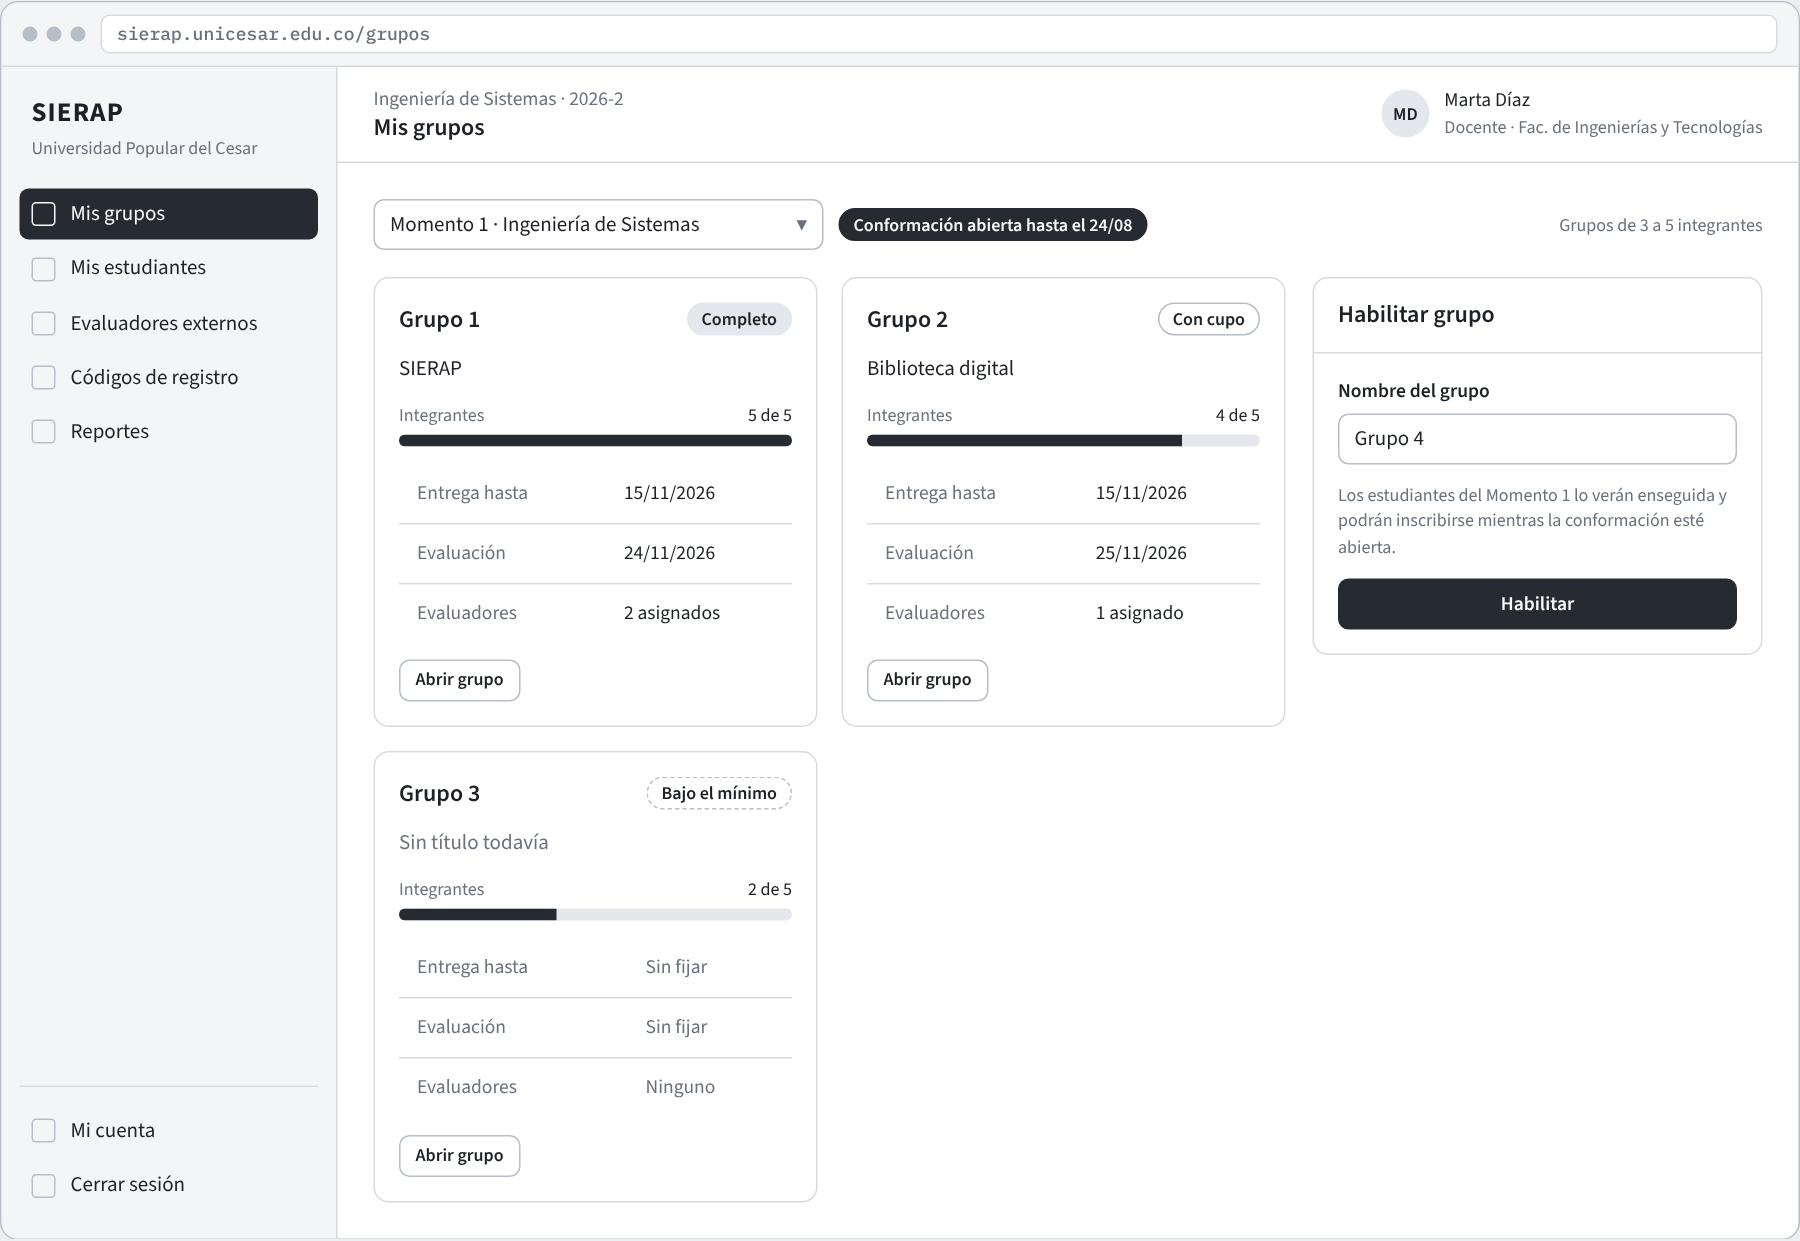 sierap.unicesar.edu.co/grupos
SIERAP
Universidad Popular del Cesar
Mis grupos
Mis estudiantes
Evaluadores externos
Códigos de registro
Reportes
Mi cuenta
Cerrar sesión
Ingeniería de Sistemas · 2026-2
Mis grupos
MD
Marta Díaz
Docente · Fac. de Ingenierías y Tecnologías
Momento 1 · Ingeniería de Sistemas
Conformación abierta hasta el 24/08
Grupos de 3 a 5 integrantes
Grupo 1
Completo
SIERAP
Integrantes 5 de 5
Entrega hasta 15/11/2026
Evaluación 24/11/2026
Evaluadores 2 asignados
Abrir grupo
Grupo 2
Con cupo
Biblioteca digital
Integrantes 4 de 5
Entrega hasta 15/11/2026
Evaluación 25/11/2026
Evaluadores 1 asignado
Abrir grupo
Habilitar grupo
Nombre del grupo
Grupo 4
Los estudiantes del Momento 1 lo verán enseguida y
podrán inscribirse mientras la conformación esté
abierta.
Habilitar
Grupo 3
Bajo el mínimo
Sin título todavía
Integrantes 2 de 5
Entrega hasta Sin fijar
Evaluación Sin fijar
Evaluadores Ninguno
Abrir grupo